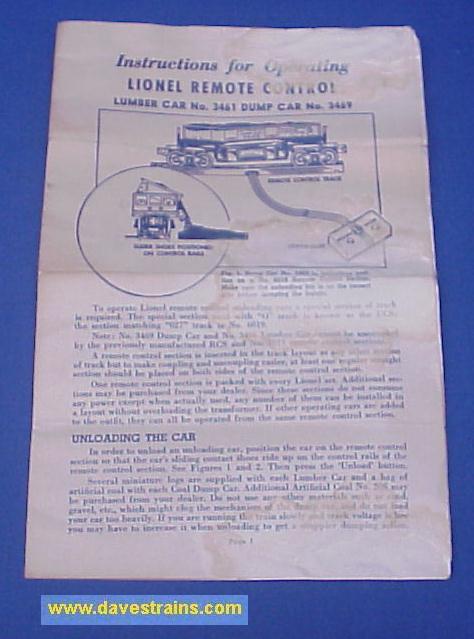 Instructions for Operating
LIONEL REMOTE CONTROL
LUMBER CAR No. 3461 DUMP CAR No. 3469
REMOTE CONTROL TRACK
SLIDER SHOES POSITIONED
ON CONTROL RAILS
CONTROLLER
Fig. 1. Dump Car No. 3469
To operate Lionel remote control unloading cars a special section of track
is required. The special section used with "O" track is known as the UCS;
the section matching "027" track is No. 6019.
Note: No. 3469 Dump Car and No. 3461 Lumber Car cannot be uncoupled
by the previously manufactured RCS and No.
A remote control section is inserted in the track layout as any other section
of track but to make coupling and uncoupling easier, at least one regular straight
section should be placed on both sides of the remote control section.
One remote control section is packed with every Lionel set. Additional sec-
tions may be purchased from your dealer. Since these sections do not consume
any power except when actually used, any number of them can be installed in
a layout without overloading the transformer. If other operating cars are added
to the outfit, they can all be operated from the same remote control section.
UNLOADING THE CAR
In order to unload an unloading car, position the car on the remote control
section so that the car's sliding contact shoes ride up on the control rails of the
remote control section. See Figures 1 and 2. Then press the 'Unload' button.
Several miniature logs are supplied with each Lumber Car and a bag of
artificial coal with each Coal Dump Car. Additional Artificial Coal No. 206 may
be purchased from your dealer. Do not use any other materials such as sand,
gravel, etc., which might clog the mechanism of the dump car, and do not load
your car too heavily. If you are running the train slowly and track voltage is low
you may have to increase it when unloading to get a snappier dumping action.
Page 1
www.davestrains.com